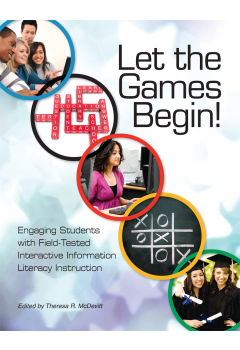 Let the
Games
Begin!
Engaging Students
with Field-Tested
Interactive Information
Literacy Instruction
Edited by Theresa R. McDevitt